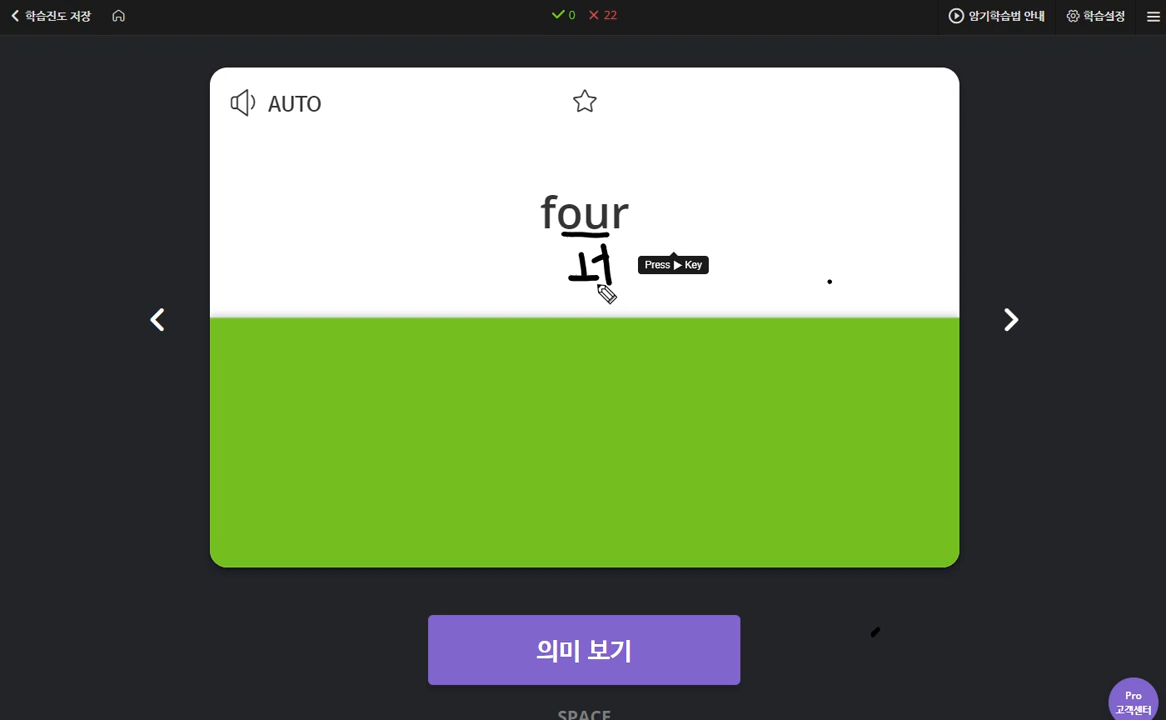 학습진도 저장
0
22
암기학습법 안내
학습설정
AUTO
four
ㅗㅓ
Press ▶ Key
의미 보기
SPACE
Pro
고객센터